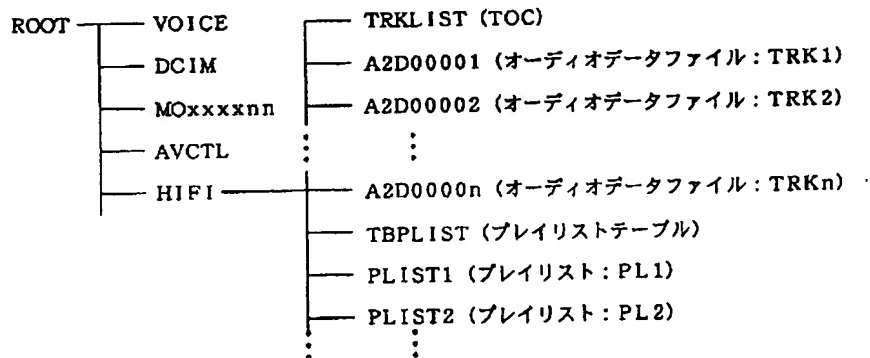 ROOT VOICE TRKLIST (TOC)
DCIM A2D00001 (オーディオデータファイル:TRK1)
MOxxxxnn A2D00002 (オーディオデータファイル:TRK2)
AVCTL
HIFI A2D0000n (オーディオデータファイル:TRKn)
TBPLIST (プレイリストテーブル)
PLIST1 (プレイリスト:PL1)
PLIST2 (プレイリスト:PL2)